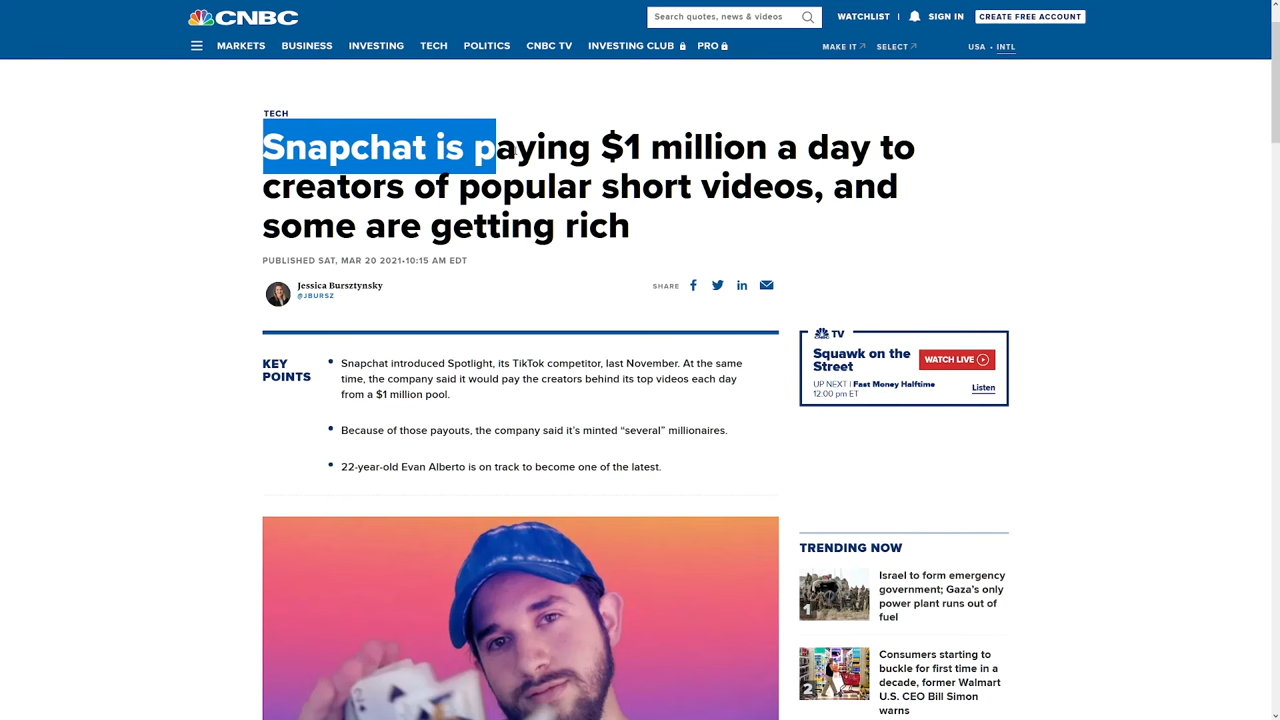 CNBC
Search quotes, news & videos
WATCHLIST
SIGN IN
CREATE FREE ACCOUNT
MARKETS BUSINESS INVESTING TECH POLITICS CNBC TV INVESTING CLUB PRO
MAKE IT SELECT
USA • INTL
TECH
Snapchat is paying $1 million a day to
creators of popular short videos, and
some are getting rich
PUBLISHED SAT, MAR 20 2021•10:15 AM EDT
Jessica Bursztynsky
@JBURSZ
SHARE
KEY
POINTS
• Snapchat introduced Spotlight, its TikTok competitor, last November. At the same
time, the company said it would pay the creators behind its top videos each day
from a $1 million pool.
• Because of those payouts, the company said it’s minted “several” millionaires.
• 22-year-old Evan Alberto is on track to become one of the latest.
TV
Squawk on the
Street
WATCH LIVE
UP NEXT | Fast Money Halftime
12:00 pm ET
Listen
TRENDING NOW
1
Israel to form emergency
government; Gaza’s only
power plant runs out of
fuel
2
Consumers starting to
buckle for first time in a
decade, former Walmart
U.S. CEO Bill Simon
warns